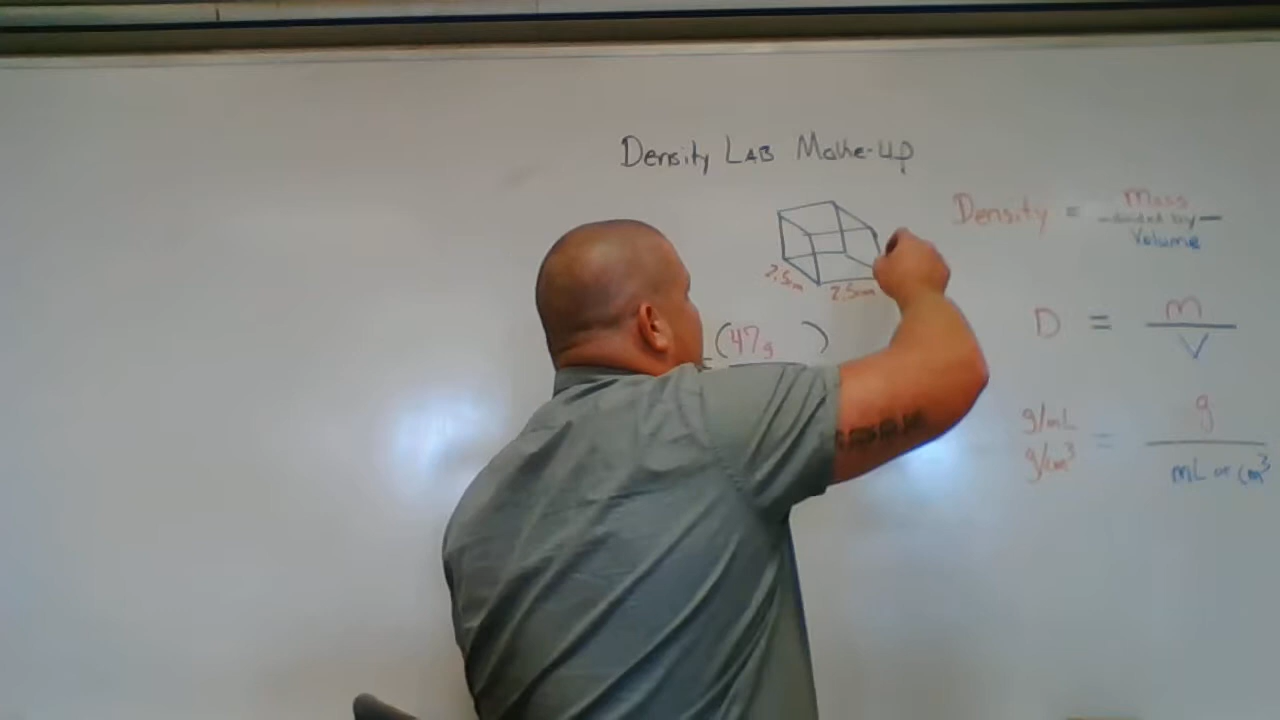 Density LAB Make-up
Density = Mass
divided by
Volume
2.5cm
2.5cm
(47g )
D = m
V
g/mL
g/cm³ = g
mL or cm³